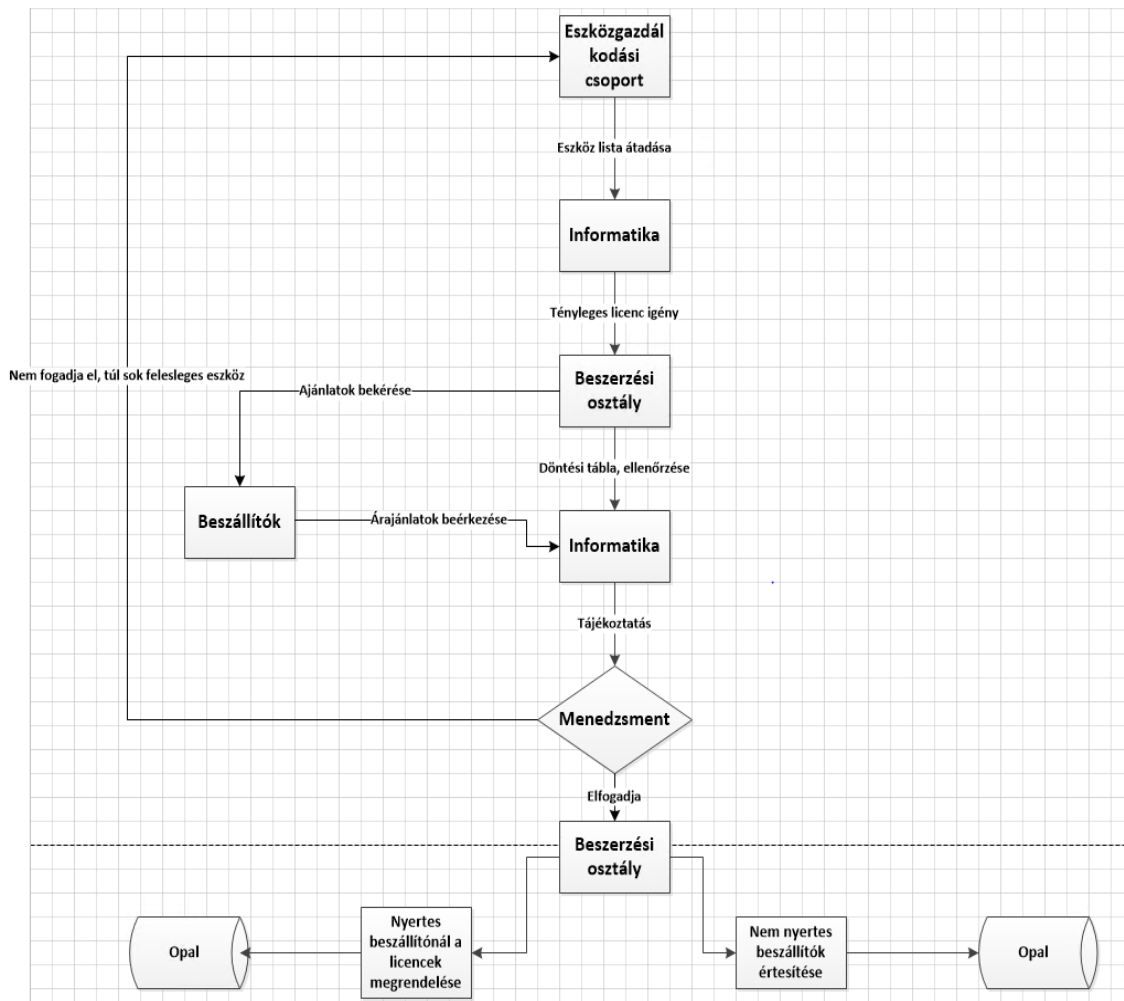 Eszközgazdál
kodási
csoport
Eszköz lista átadása
Informatika
Tényleges licenc igény
Nem fogadja el, túl sok felesleges eszköz
Ajánlatok bekérése
Beszerzési
osztály
Döntési tábla, ellenőrzése
Beszállítók
Árajánlatok beérkezése
Informatika
Tájékoztatás
Menedzsment
Elfogadja
Beszerzési
osztály
Opal
Nyertes
beszállítónál a
licencek
megrendelése
Nem nyertes
beszállítók
értesítése
Opal